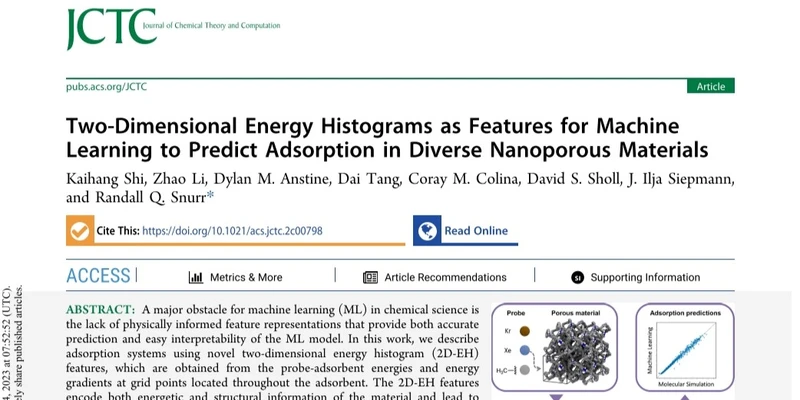 JCTC Journal of Chemical Theory and Computation
pubs.acs.org/JCTC
Article
Two-Dimensional Energy Histograms as Features for Machine
Learning to Predict Adsorption in Diverse Nanoporous Materials
Kaihang Shi, Zhao Li, Dylan M. Anstine, Dai Tang, Coray M. Colina, David S. Sholl, J. Ilja Siepmann,
and Randall Q. Snurr*
Cite This: https://doi.org/10.1021/acs.jctc.2c00798
Read Online
ACCESS
Metrics & More
Article Recommendations
SI Supporting Information
ABSTRACT: A major obstacle for machine learning (ML) in chemical science is
the lack of physically informed feature representations that provide both accurate
prediction and easy interpretability of the ML model. In this work, we describe
adsorption systems using novel two-dimensional energy histogram (2D-EH)
features, which are obtained from the probe-adsorbent energies and energy
gradients at grid points located throughout the adsorbent. The 2D-EH features
encode both energetic and structural information of the material and lead to
Probe
Porous material
Kr
Xe
H₃C
Adsorption predictions
Machine Learning
Molecular Simulation
4, 2023 at 07:52:52 (UTC).
ely share published articles.